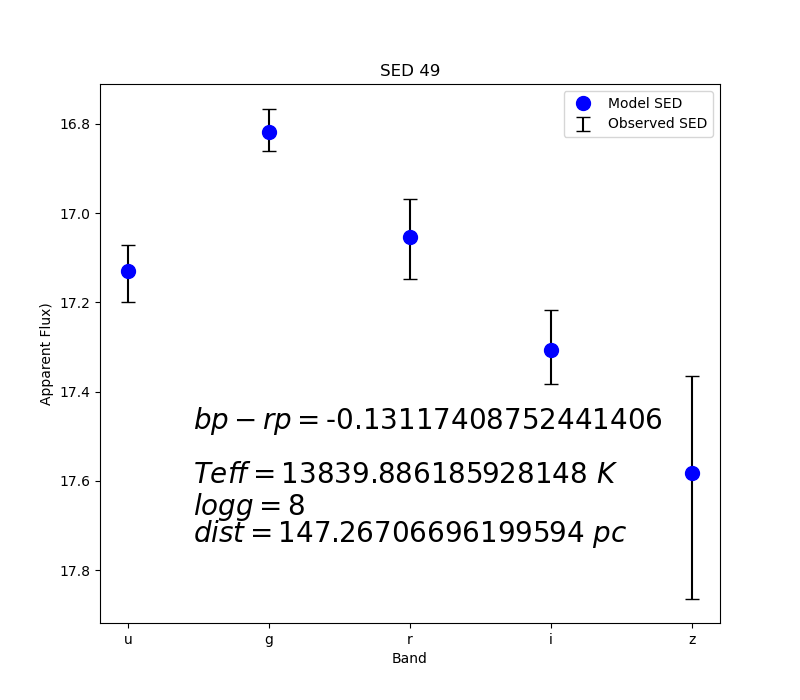 SED 49
Model SED
Observed SED
16.8
17.0
17.2
17.4
17.6
17.8
Apparent Flux)
bp − rp = -0.13117408752441406
Teff = 13839.886185928148 K
logg = 8
dist = 147.26706696199594 pc
u g r i z
Band